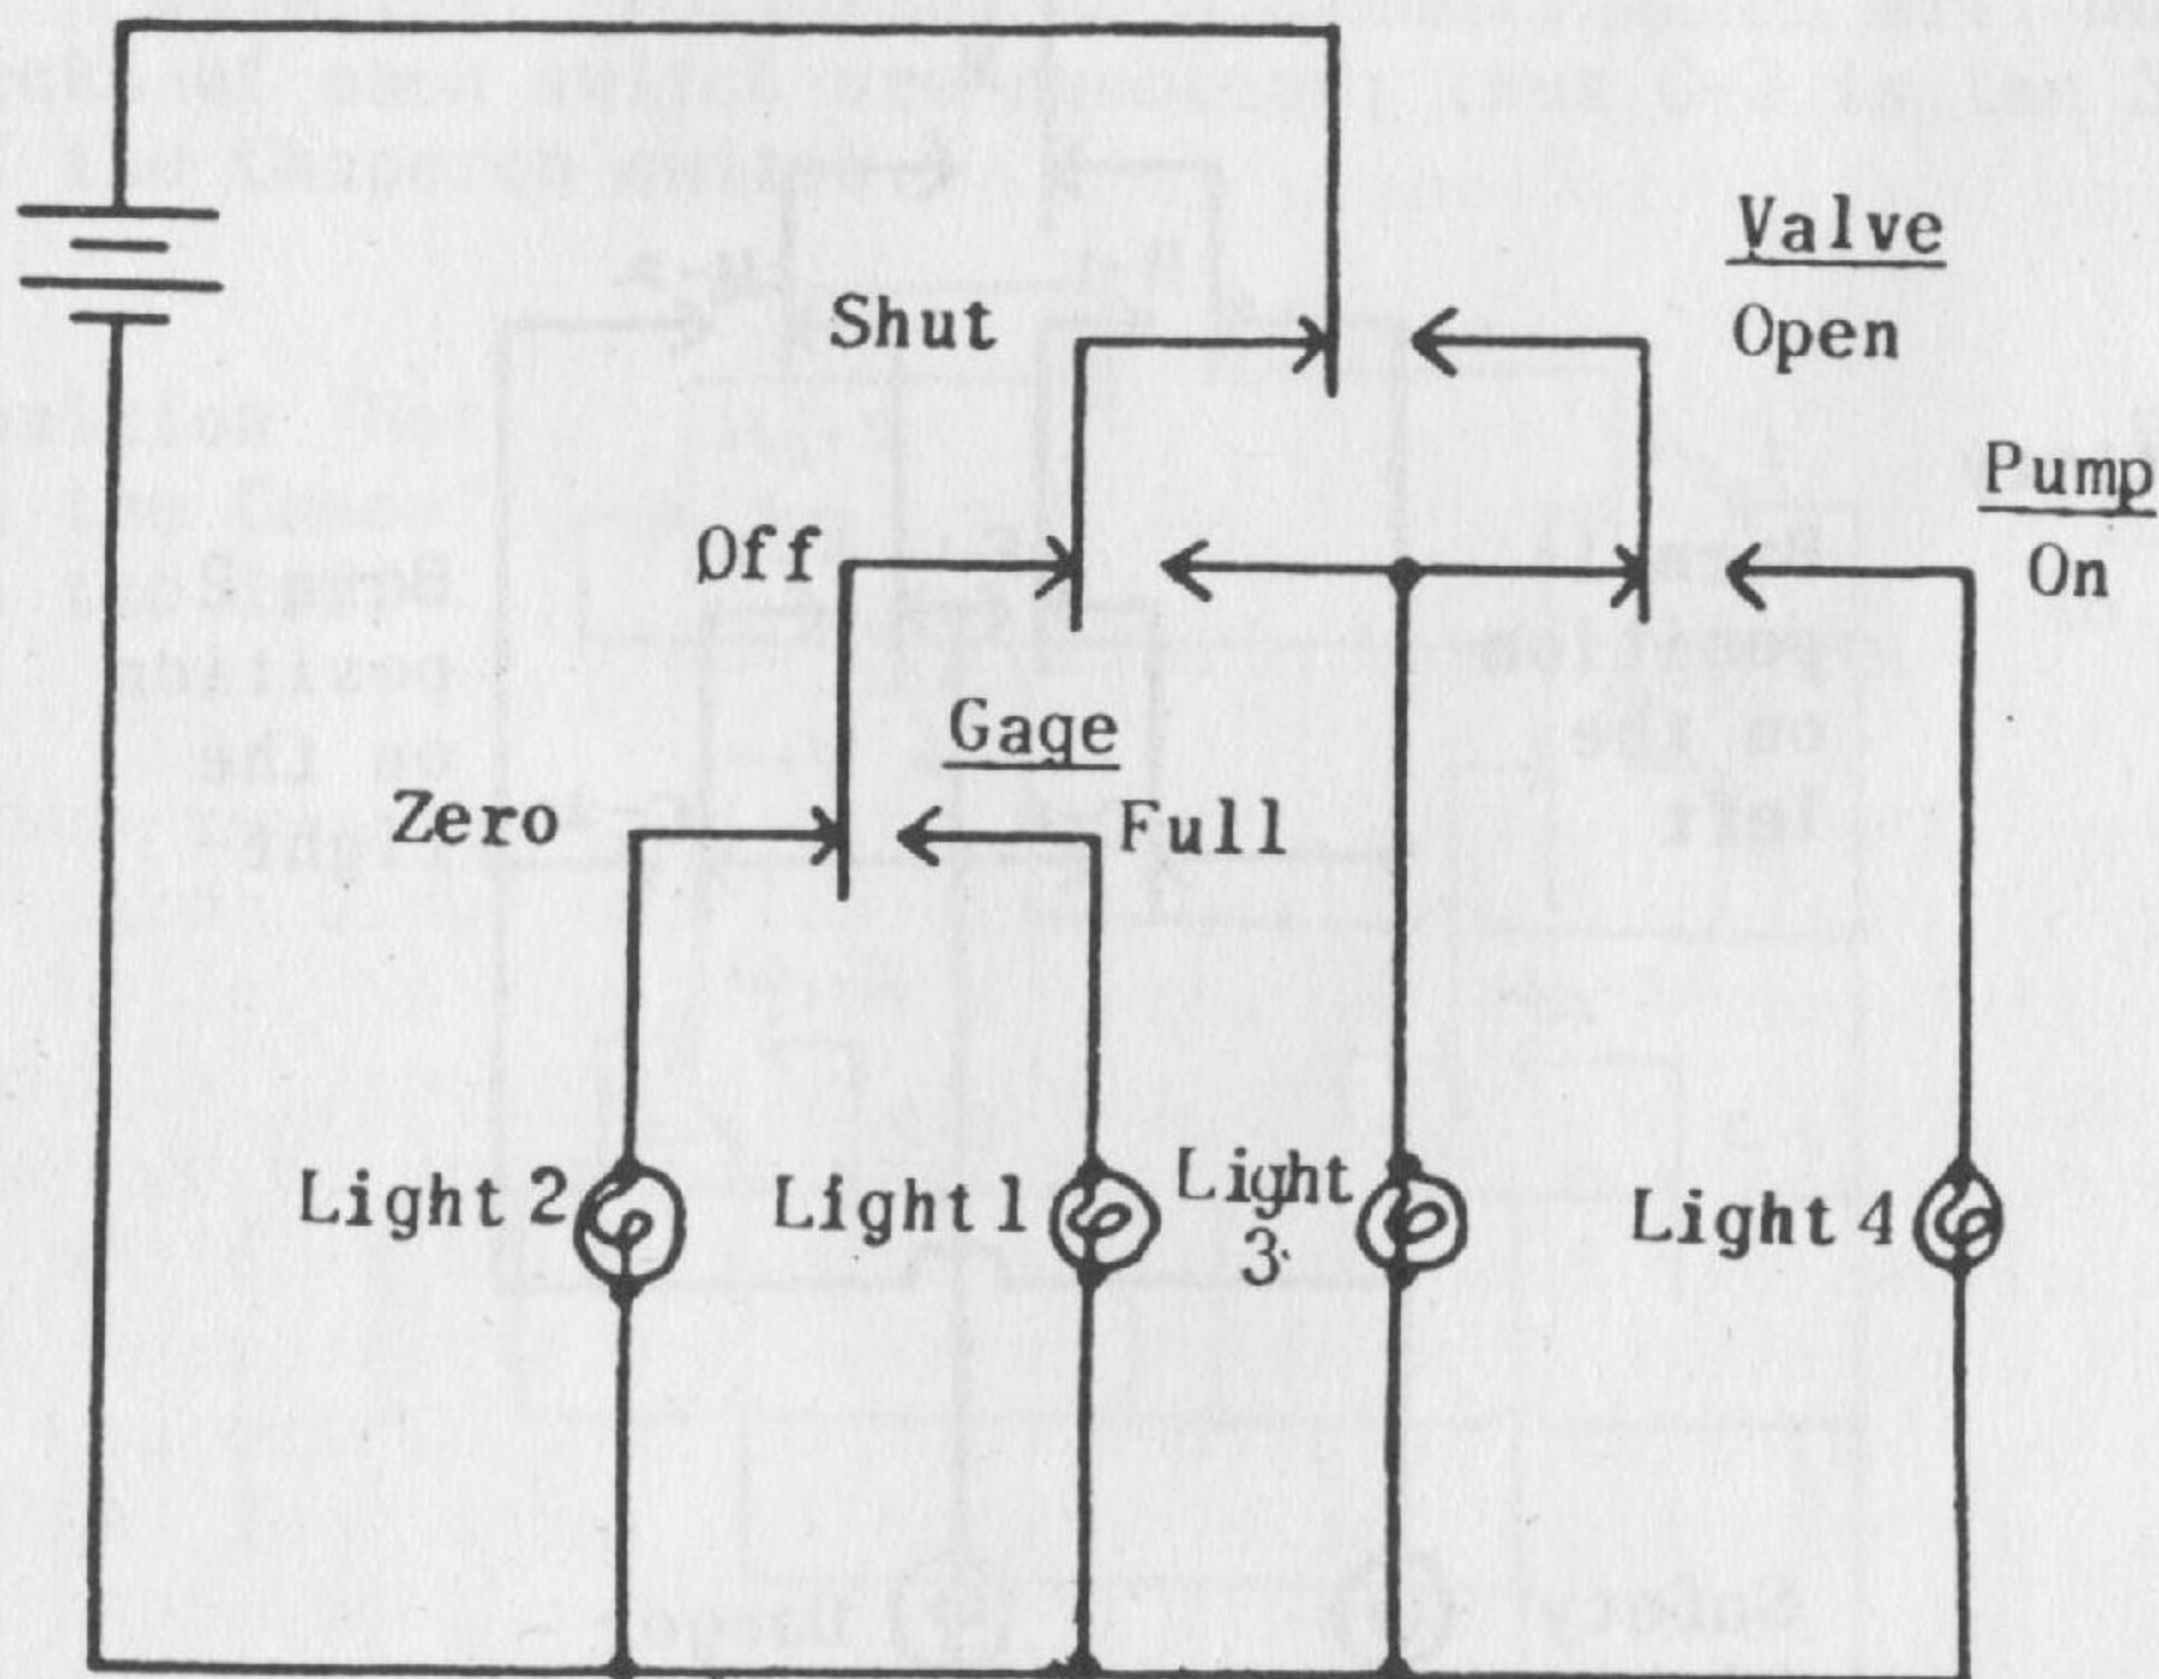 Valve
Shut
Open
Pump
Off
On
Gage
Zero
Full
Light 2
Light 1
Light
3
Light 4